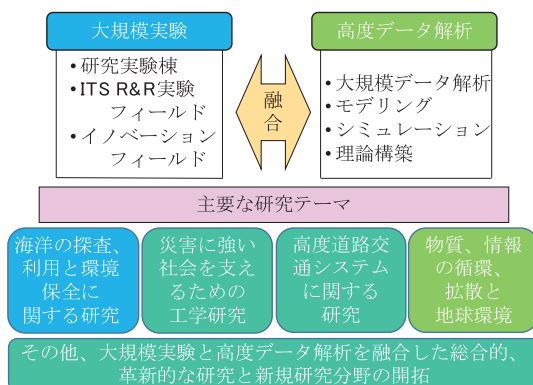 大規模実験
高度データ解析
•研究実験棟
•ITS R&R実験
フィールド
•イノベーション
フィールド
融
合
•大規模データ解析
•モデリング
•シミュレーション
•理論構築
主要な研究テーマ
海洋の探査、
利用と環境
保全に
関する研究
災害に強い
社会を支え
るための
工学研究
高度道路交
通システム
に関する
研究
物質、情報
の循環、
拡散と
地球環境
その他、大規模実験と高度データ解析を融合した総合的、
革新的な研究と新規研究分野の開拓